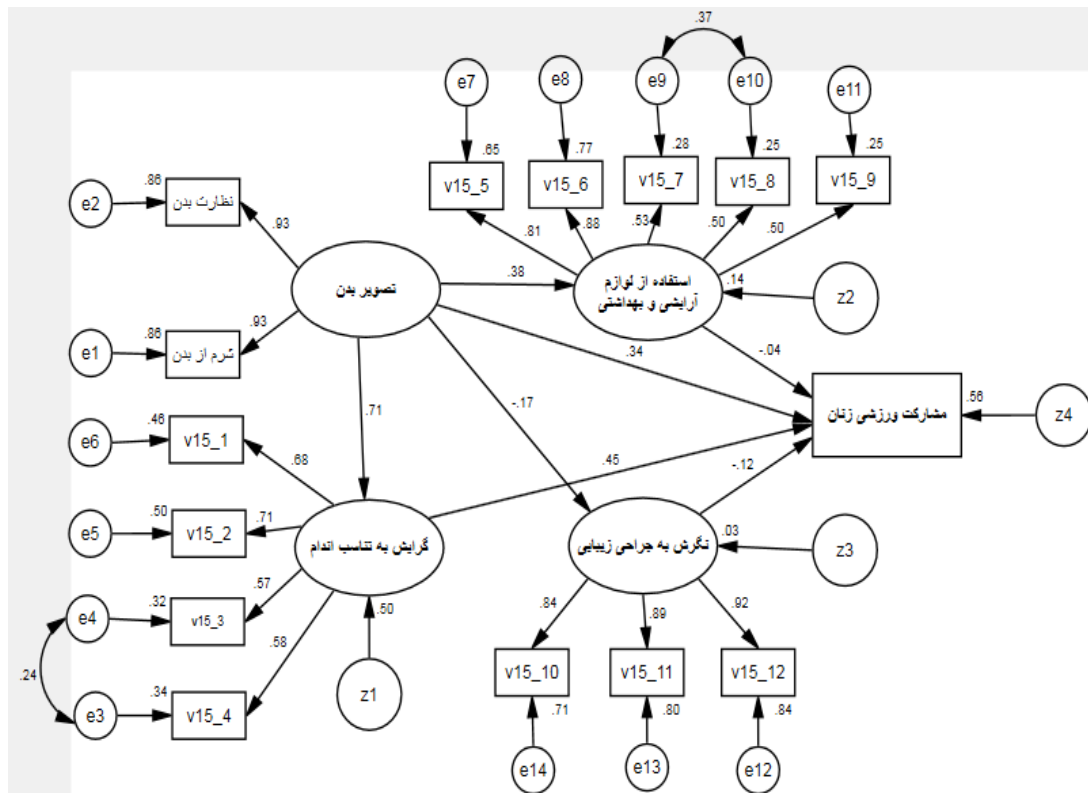 .37
e7
e8
e9
e10
e11
.65
.77
.28
.25
.25
v15_5
v15_6
v15_7
v15_8
v15_9
e2
.86
نظارت بدن
.93
.81
.88
.53
.50
.50
تصویر بدن
.38
استفاده از لوازم
آرایشی و بهداشتی
.14
z2
e1
.86
شرم از بدن
.93
.34
-.04
.71
-.17
مشارکت ورزشی زنان
.56
z4
e6
.46
v15_1
.68
.45
-.12
e5
.50
v15_2
.71
گرایش به تناسب اندام
نگرش به جراحی زیبایی
.03
z3
e4
.32
v15_3
.57
.50
.58
.24
e3
.34
v15_4
z1
.84
.89
.92
v15_10
v15_11
v15_12
.71
.80
.84
e14
e13
e12